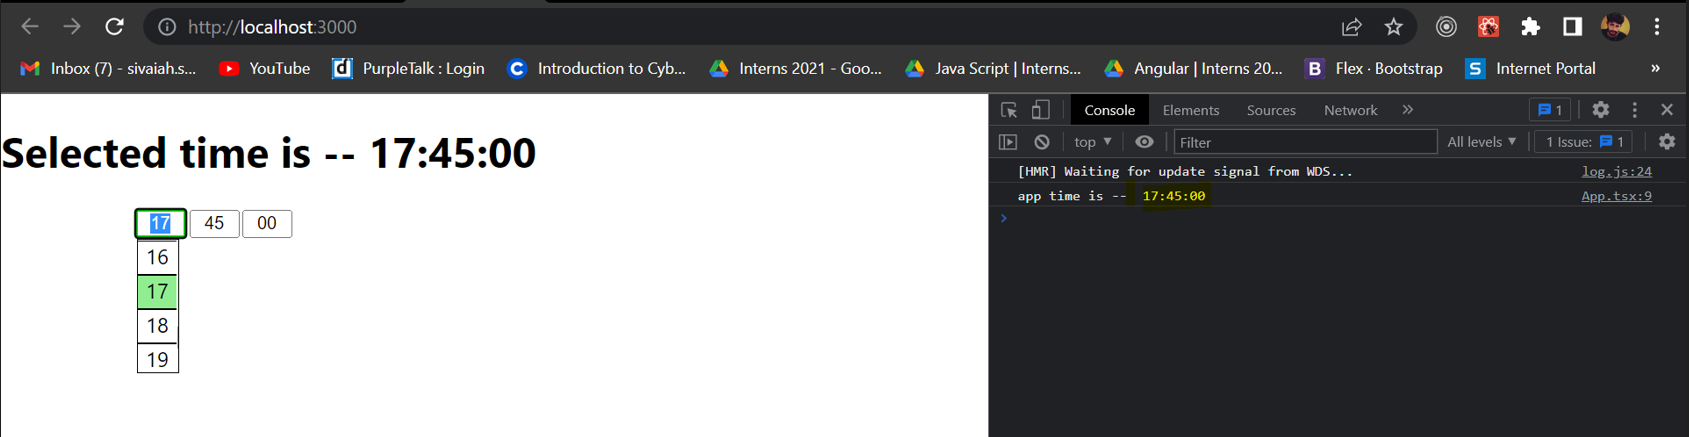 http://localhost:3000
Inbox (7) - sivaiah.s... YouTube PurpleTalk : Login Introduction to Cyb... Interns 2021 - Goo... Java Script | Interns... Angular | Interns 20... Flex · Bootstrap Internet Portal »
Console Elements Sources Network » 1
top Filter All levels 1 Issue: 1
[HMR] Waiting for update signal from WDS... log.js:24
app time is -- 17:45:00 App.tsx:9
Selected time is -- 17:45:00
17 45 00
16
17
18
19